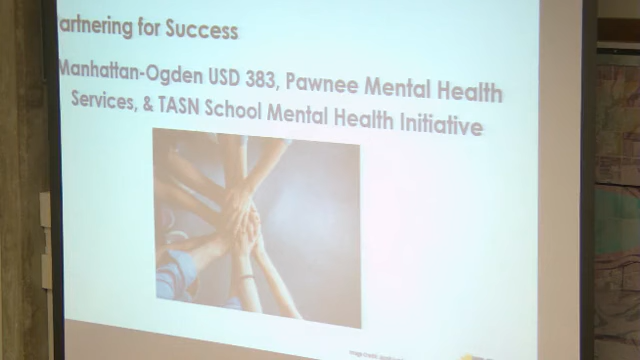 artnering for Success
Manhattan-Ogden USD 383, Pawnee Mental Health
Services, & TASN School Mental Health Initiative